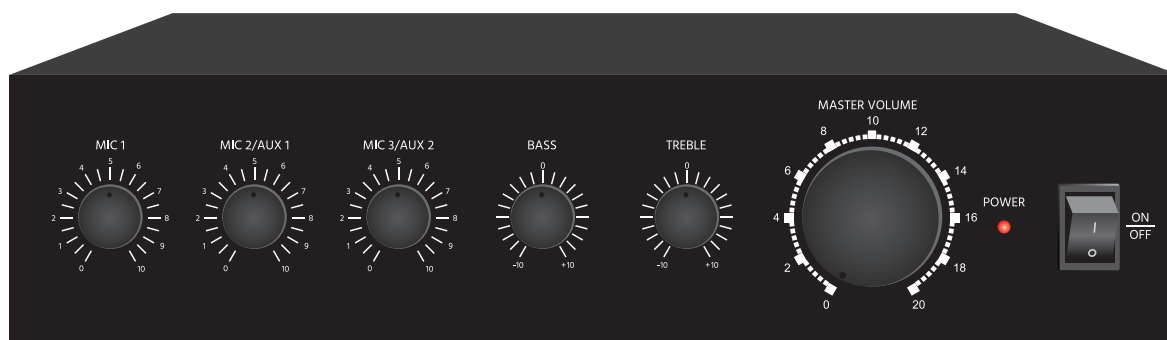 MIC 1
0 1 2 3 4 5 6 7 8 9 10
MIC 2/AUX 1
0 1 2 3 4 5 6 7 8 9 10
MIC 3/AUX 2
0 1 2 3 4 5 6 7 8 9 10
BASS
-10 0 +10
TREBLE
-10 0 +10
MASTER VOLUME
0 2 4 6 8 10 12 14 16 18 20
POWER
I
O
ON
OFF